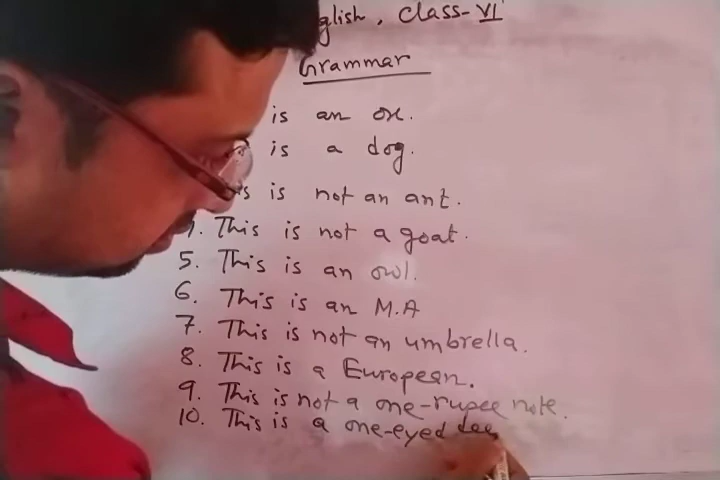 glish, Class-VI
Grammar
is an ox.
is a dog.
is not an ant.
This is not a goat.
5. This is an owl.
6. This is an M.A
7. This is not an umbrella.
8. This is a European.
9. This is not a one-rupee note.
10. This is a one-eyed